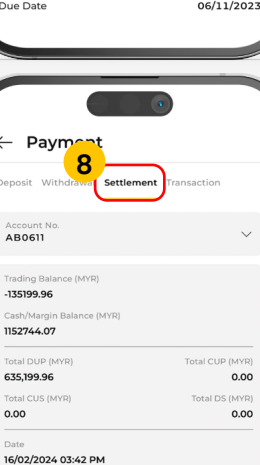 Due Date 06/11/2023
← Payment
8
Deposit Withdrawal Settlement Transaction
Account No.
AB0611
Trading Balance (MYR)
-135199.96
Cash/Margin Balance (MYR)
1152744.07
Total DUP (MYR) Total CUP (MYR)
635,199.96 0.00
Total CUS (MYR) Total DS (MYR)
0.00 0.00
Date
16/02/2024 03:42 PM